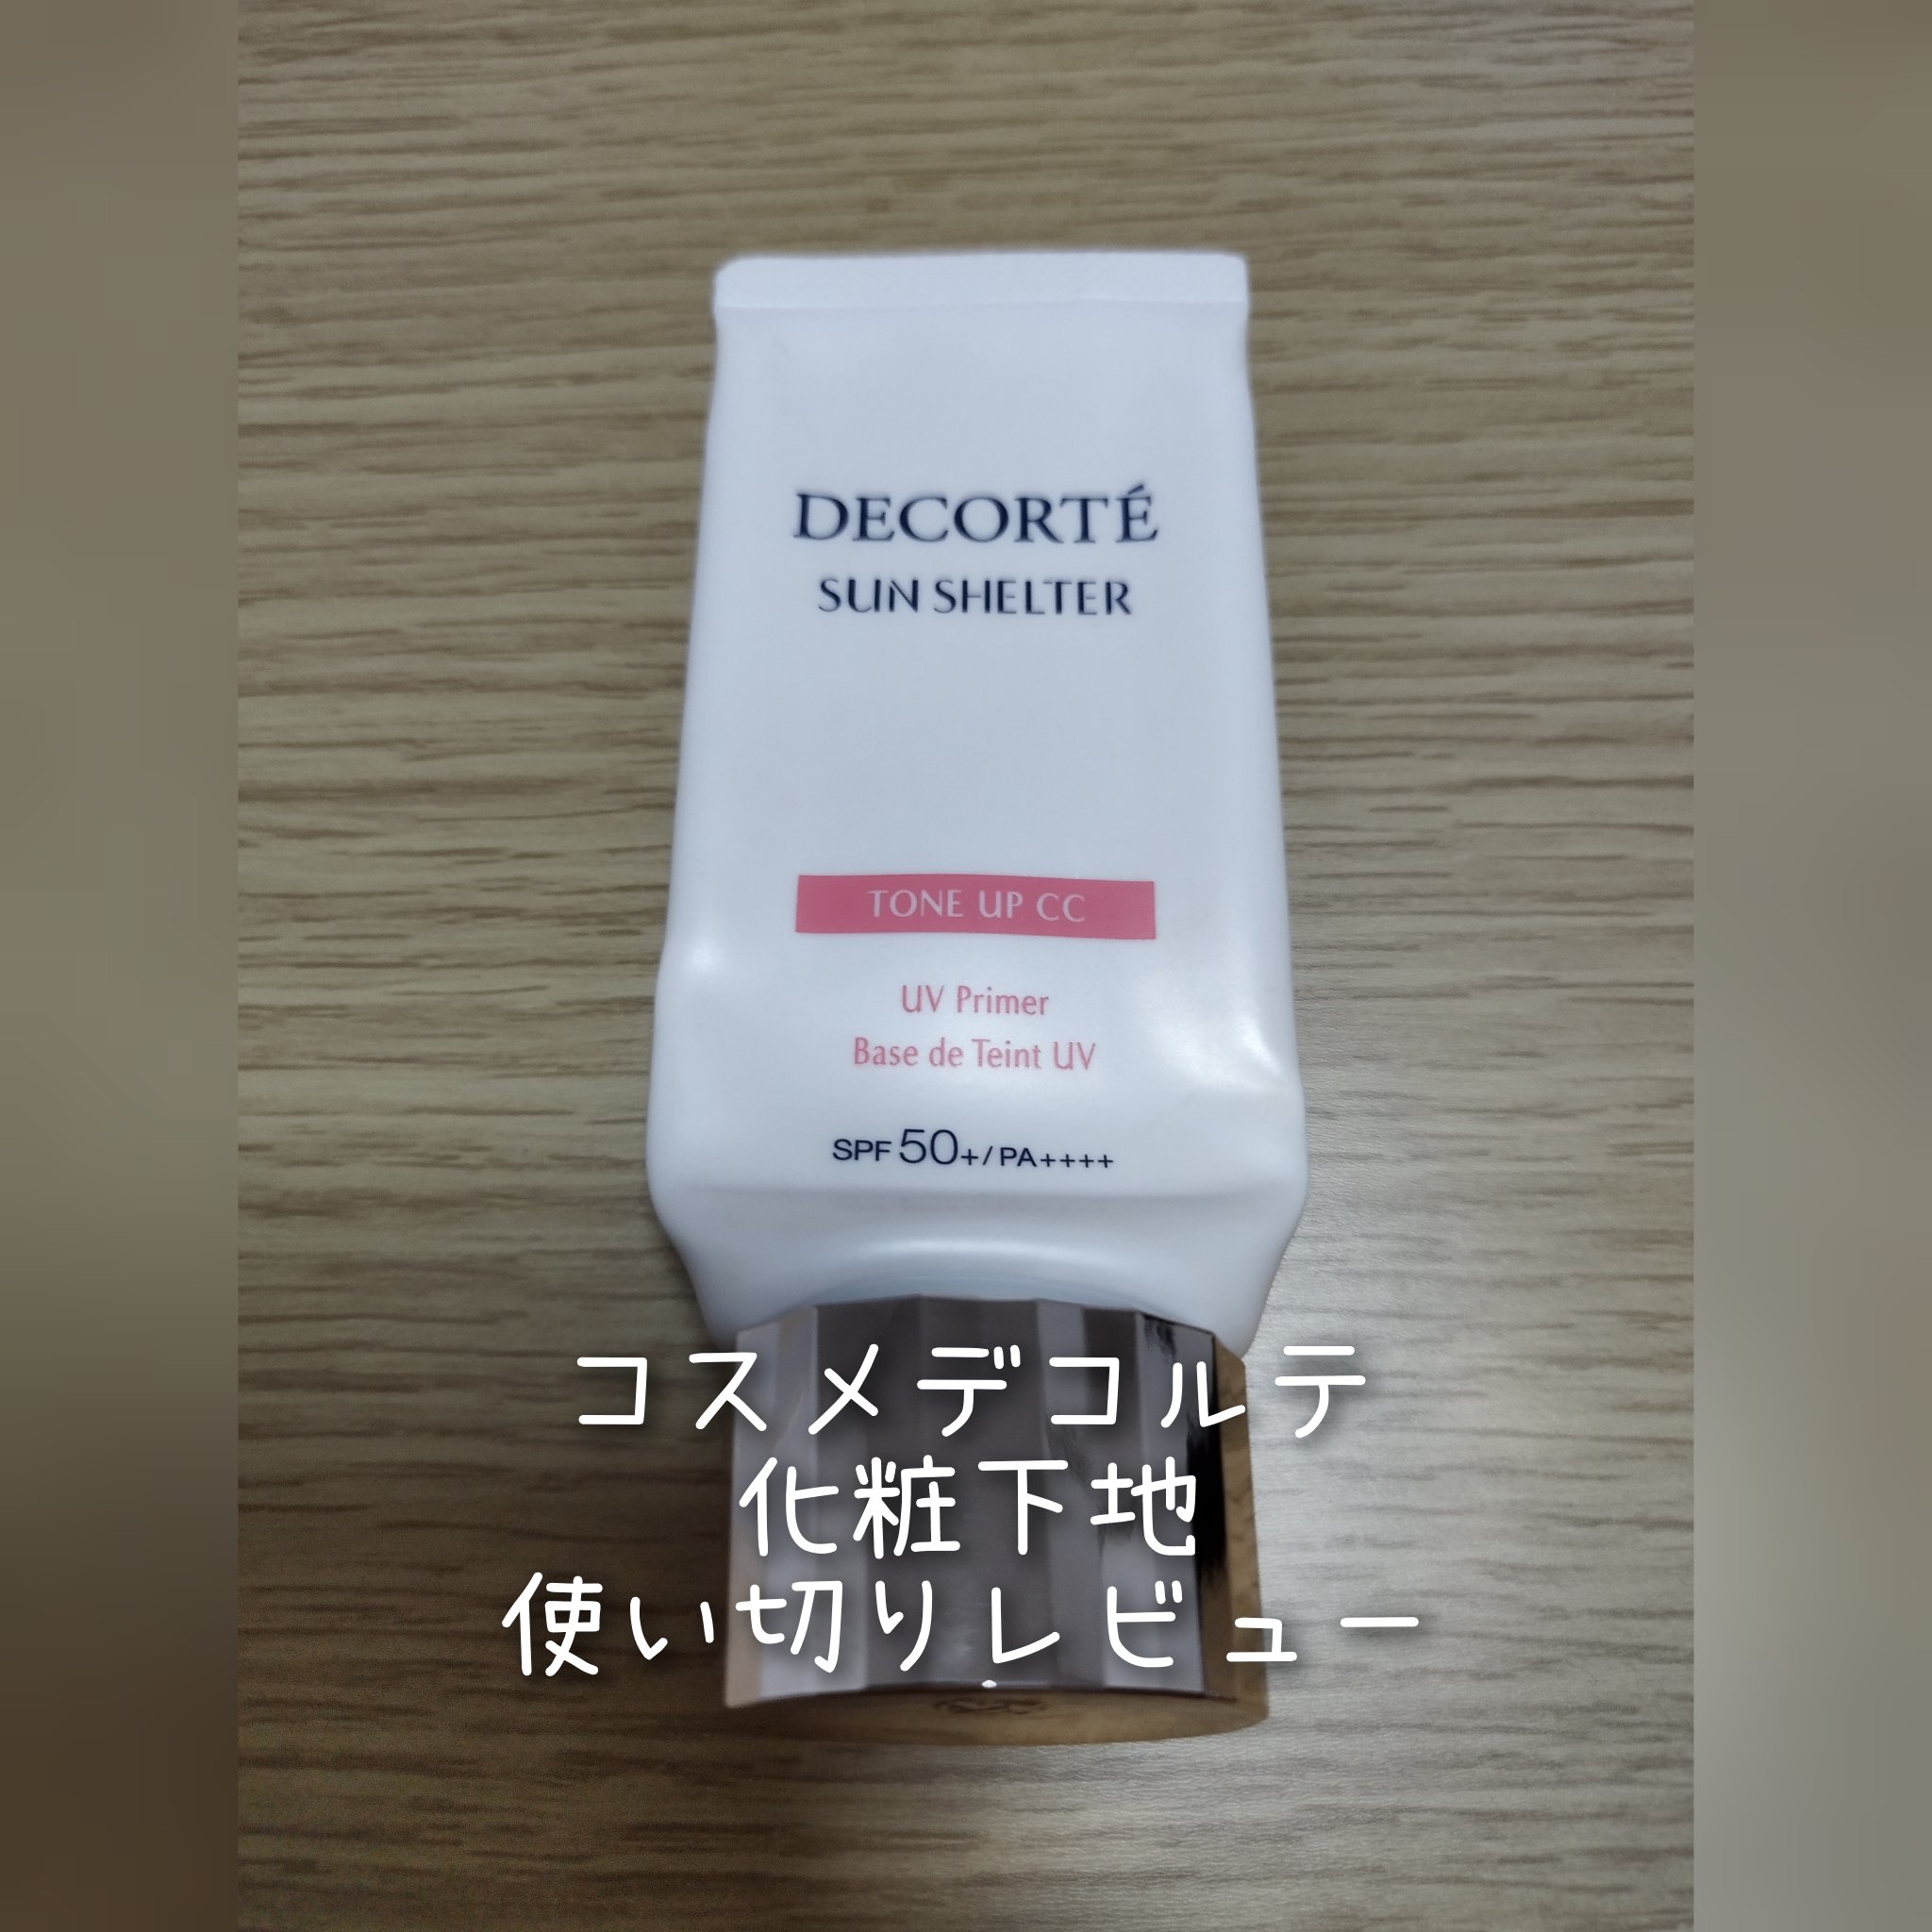 DECORTÉ
SUN SHELTER
TONE UP CC
UV Primer
Base de Teint UV
SPF 50+/PA++++
コスメデコルテ
化粧下地
使い切りレビュー